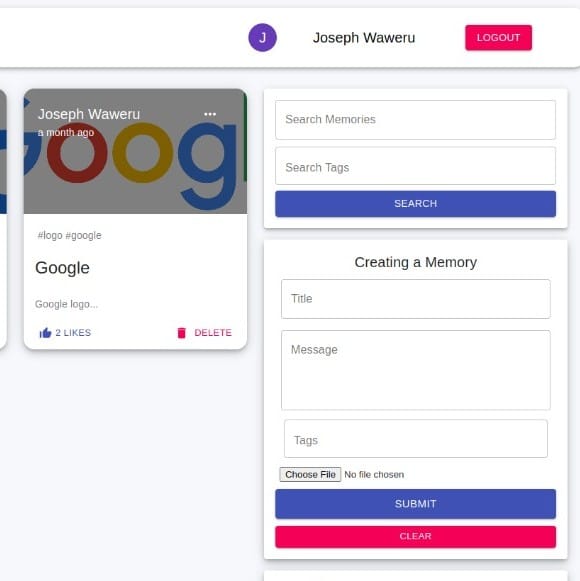 J
Joseph Waweru
LOGOUT
Goog
Joseph Waweru
...
a month ago
#logo #google
Google
Google logo...
2 LIKES
DELETE
Search Memories
Search Tags
SEARCH
Creating a Memory
Title
Message
Tags
Choose File No file chosen
SUBMIT
CLEAR